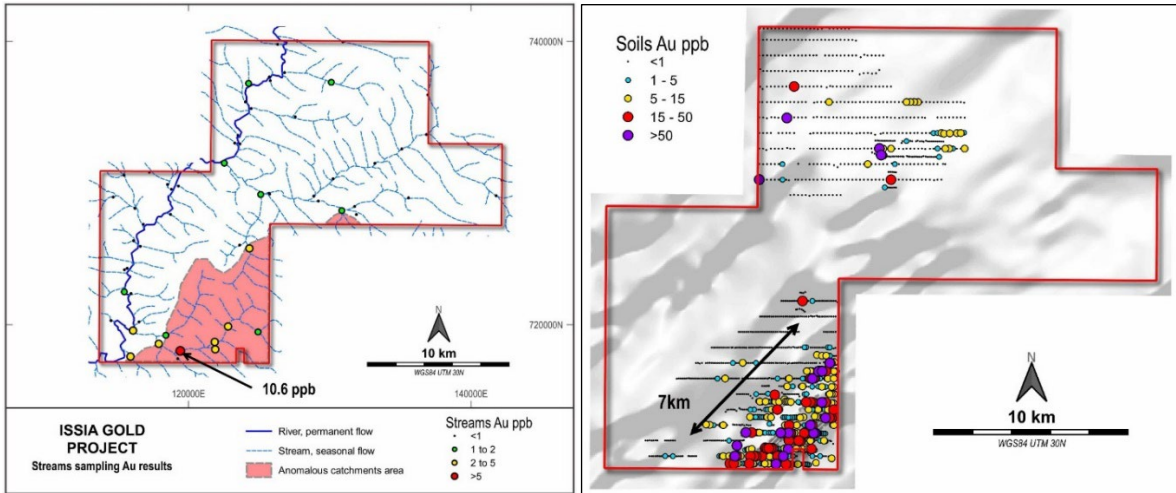 740000N
720000N
N
10 km
WGS84 UTM 30N
10.6 ppb
120000E
140000E
ISSIA GOLD
PROJECT
Streams sampling Au results
River, permanent flow
Stream, seasonal flow
Anomalous catchments area
Streams Au ppb
<1
1 to 2
2 to 5
>5
Soils Au ppb
<1
1 - 5
5 - 15
15 - 50
>50
7km
N
10 km
WGS84 UTM 30N